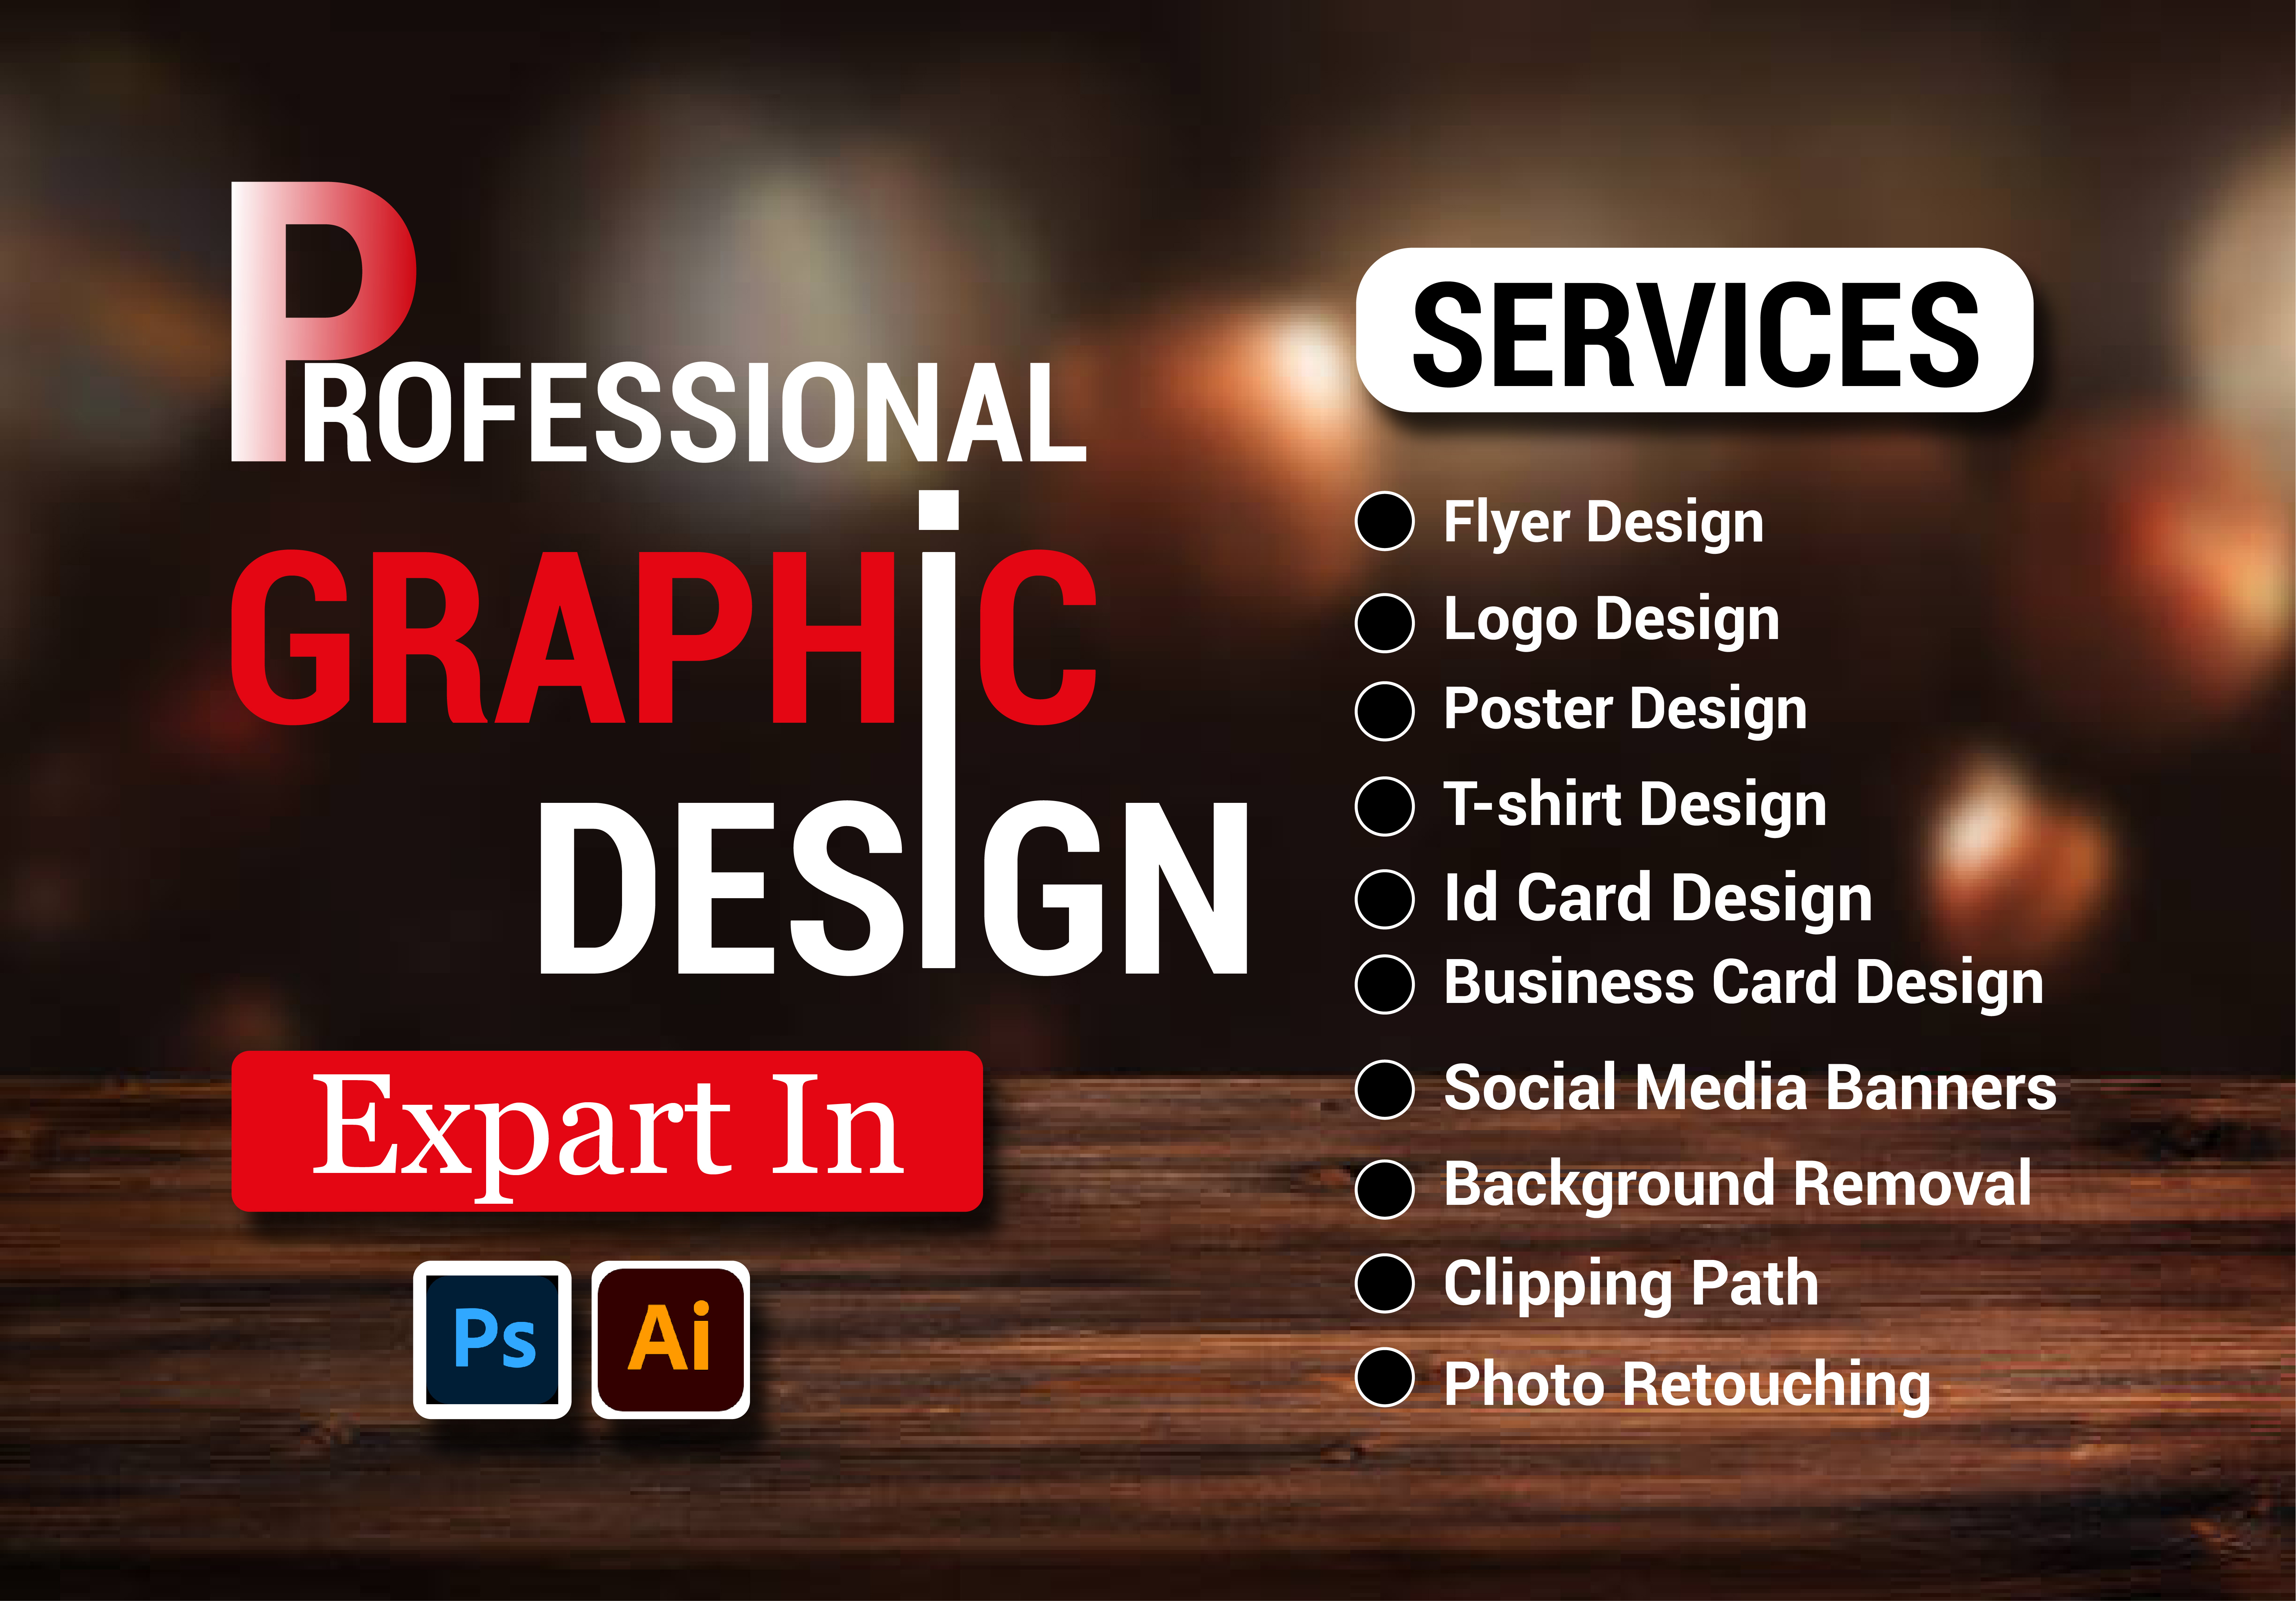 PROFESSIONAL
GRAPHiC
DESiGN
Expart In
Ps Ai
SERVICES
Flyer Design
Logo Design
Poster Design
T-shirt Design
Id Card Design
Business Card Design
Social Media Banners
Background Removal
Clipping Path
Photo Retouching